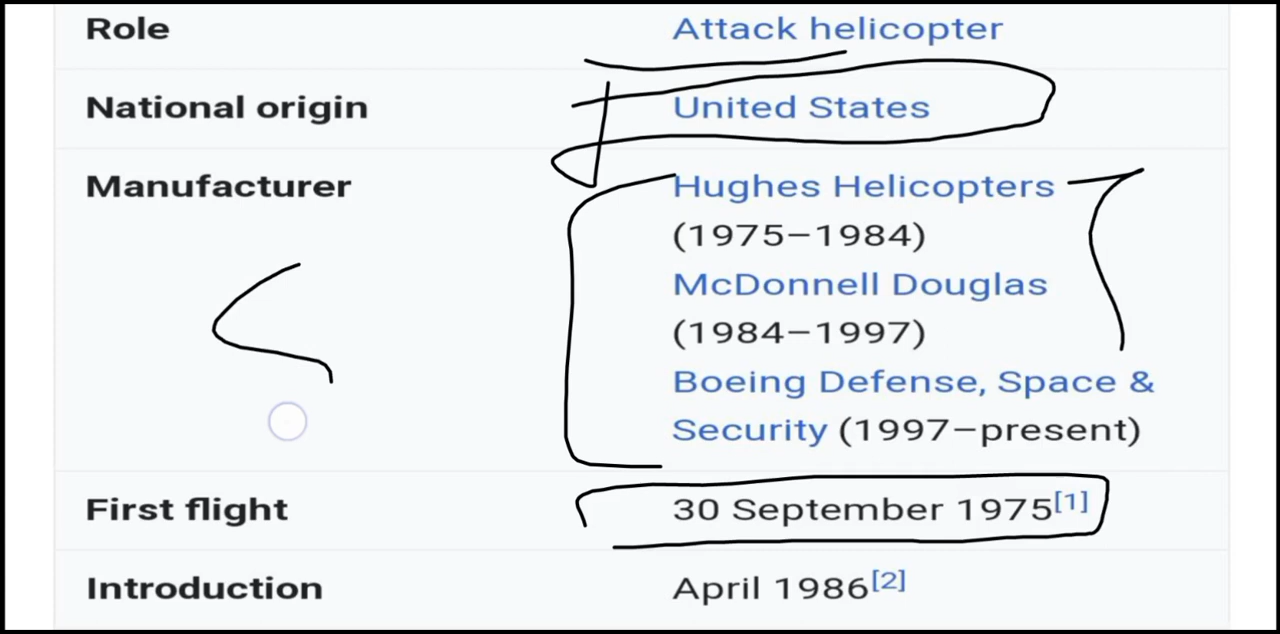 Role Attack helicopter
National origin United States
Manufacturer Hughes Helicopters
(1975–1984)
McDonnell Douglas
(1984–1997)
Boeing Defense, Space &
Security (1997–present)
First flight 30 September 1975[1]
Introduction April 1986[2]